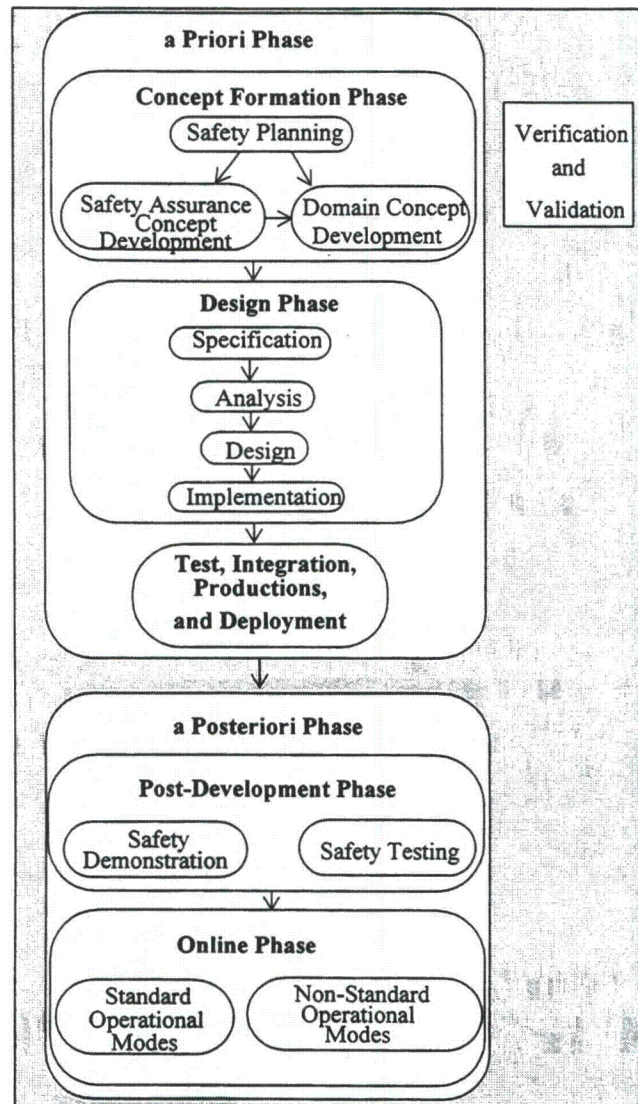 a Priori Phase
Concept Formation Phase
Safety Planning
Safety Assurance
Concept
Development
Domain Concept
Development
Verification
and
Validation
Design Phase
Specification
Analysis
Design
Implementation
Test, Integration,
Productions,
and Deployment
a Posteriori Phase
Post-Development Phase
Safety
Demonstration
Safety Testing
Online Phase
Standard
Operational
Modes
Non-Standard
Operational
Modes